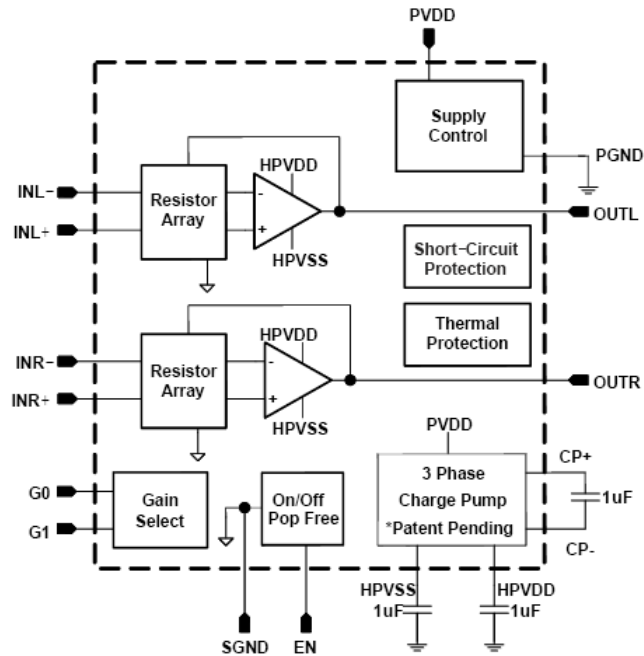 PVDD
Supply
Control
PGND
HPVDD
INL−
INL+
Resistor
Array
-
+
OUTL
HPVSS
Short−Circuit
Protection
Thermal
Protection
HPVDD
INR−
INR+
Resistor
Array
-
+
OUTR
HPVSS
PVDD
3 Phase
Charge Pump
*Patent Pending
CP+
1uF
CP-
G0
G1
Gain
Select
On/Off
Pop Free
HPVSS
1uF
HPVDD
1uF
SGND
EN